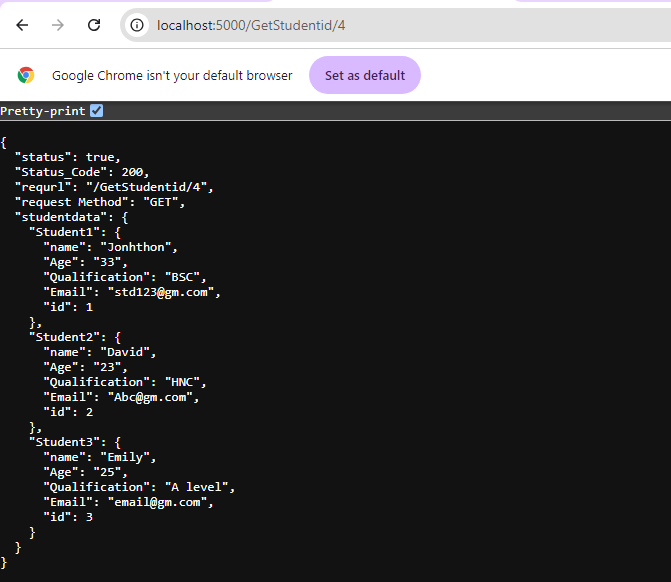 localhost:5000/GetStudentid/4
Google Chrome isn't your default browser Set as default
Pretty-print
{
  "status": true,
  "Status_Code": 200,
  "requrl": "/GetStudentid/4",
  "request Method": "GET",
  "studentdata": {
    "Student1": {
      "name": "Jonhthon",
      "Age": "33",
      "Qualification": "BSC",
      "Email": "std123@gm.com",
      "id": 1
    },
    "Student2": {
      "name": "David",
      "Age": "23",
      "Qualification": "HNC",
      "Email": "Abc@gm.com",
      "id": 2
    },
    "Student3": {
      "name": "Emily",
      "Age": "25",
      "Qualification": "A level",
      "Email": "email@gm.com",
      "id": 3
    }
  }
}